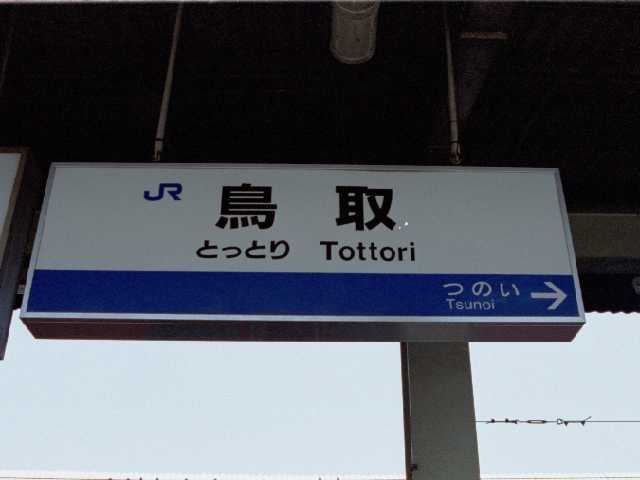 JR 鳥取
とっとり Tottori
つのい →
Tsunoi